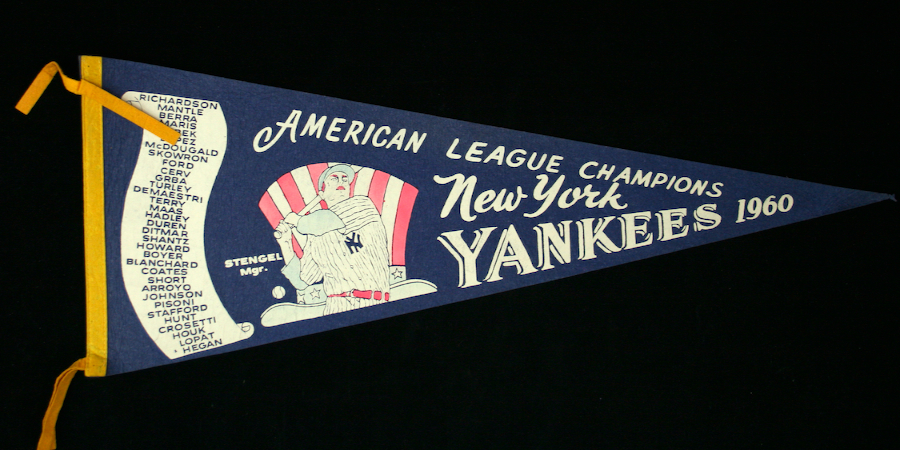 RICHARDSON
MANTLE
BERRA
MARIS
McDOUGALD
SKOWRON
FORD
CERV
GRBA
TURLEY
DEMAESTRI
TERRY
MAAS
HADLEY
DUREN
DITMAR
SHANTZ
HOWARD
BOYER
BLANCHARD
COATES
SHORT
ARROYO
JOHNSON
PISONI
STAFFORD
HUNT
CROSETTI
HOUK
LOPAT
HEGAN
STENGEL
Mgr.
NY
AMERICAN LEAGUE CHAMPIONS
New York
YANKEES 1960